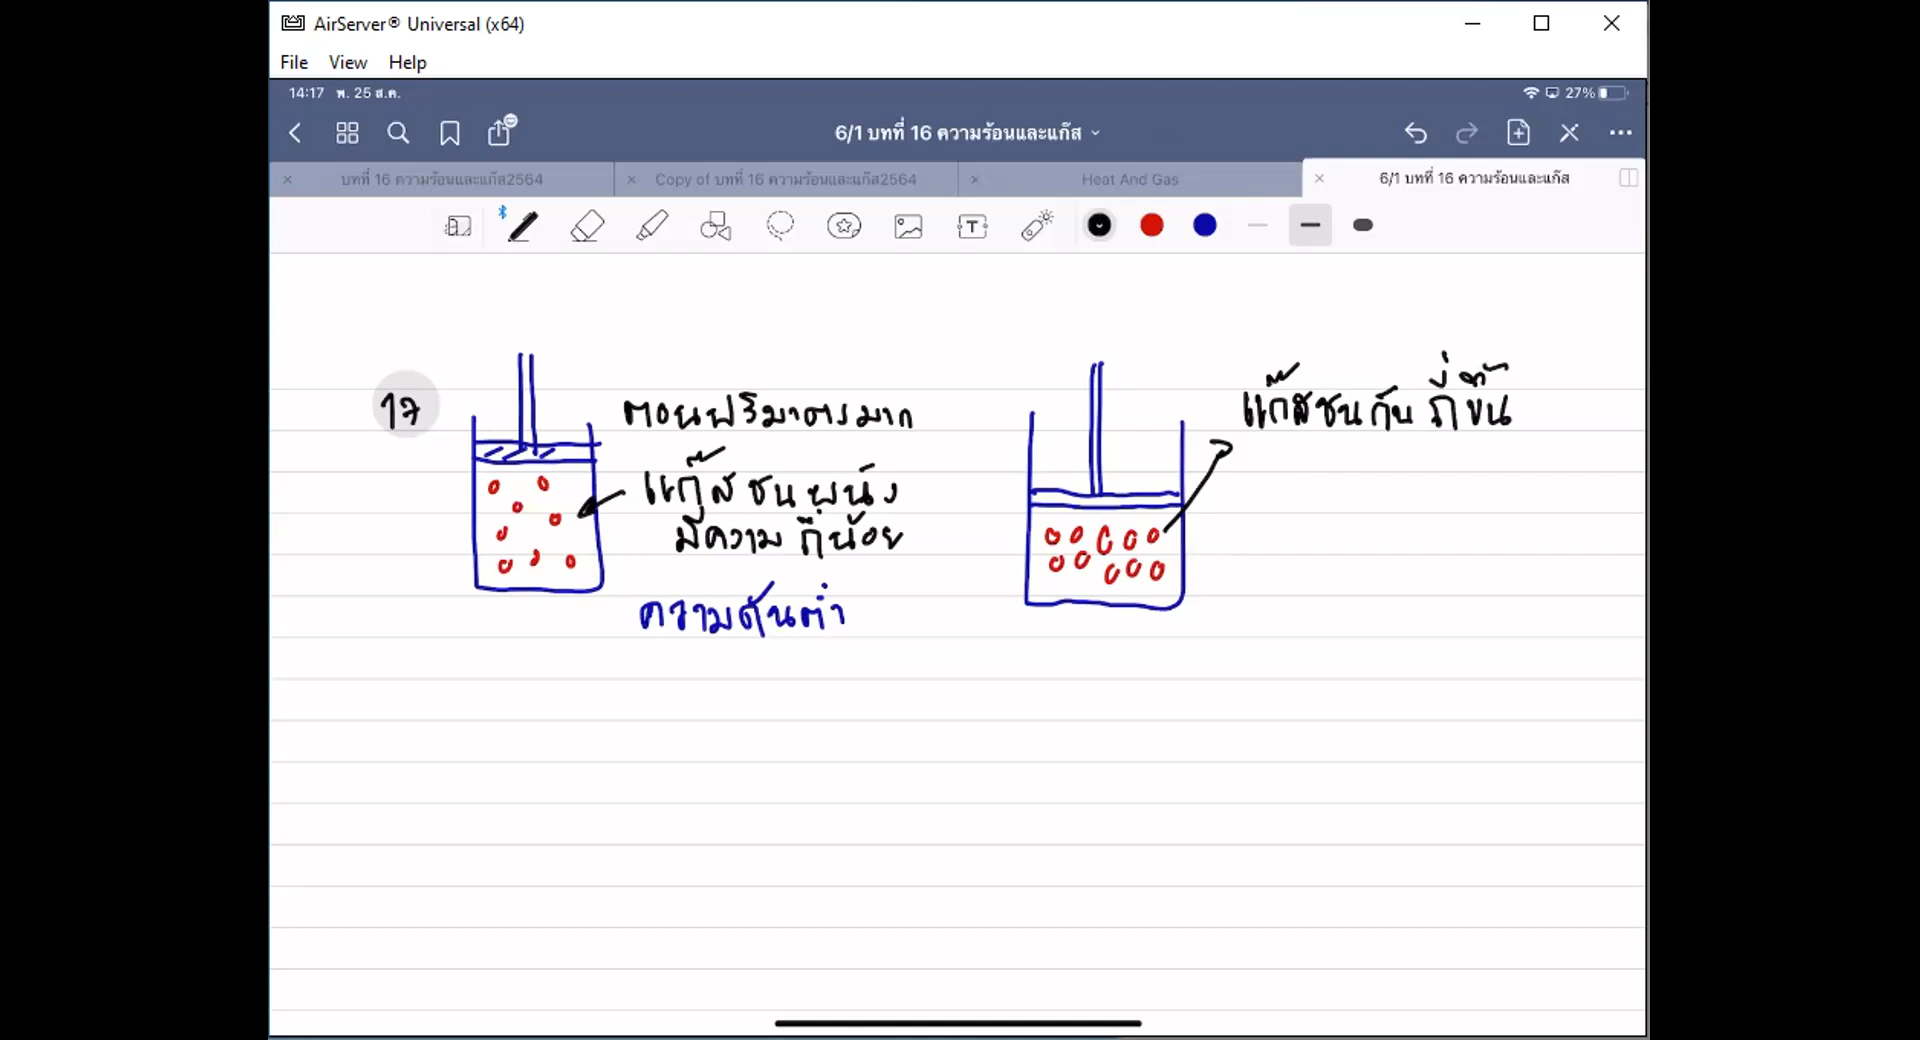 AirServer® Universal (x64)
File View Help
14:17 พ. 25 ส.ค. 27%
6/1 บทที่ 16 ความร้อนและแก๊ส
บทที่ 16 ความร้อนและแก๊ส2564
Copy of บทที่ 16 ความร้อนและแก๊ส2564
Heat And Gas
6/1 บทที่ 16 ความร้อนและแก๊ส
17
ตอนปริมาตรมาก
แก๊สชนผนัง
มีความถี่น้อย
ความดันต่ำ
แก๊สชนกันถี่ขึ้น